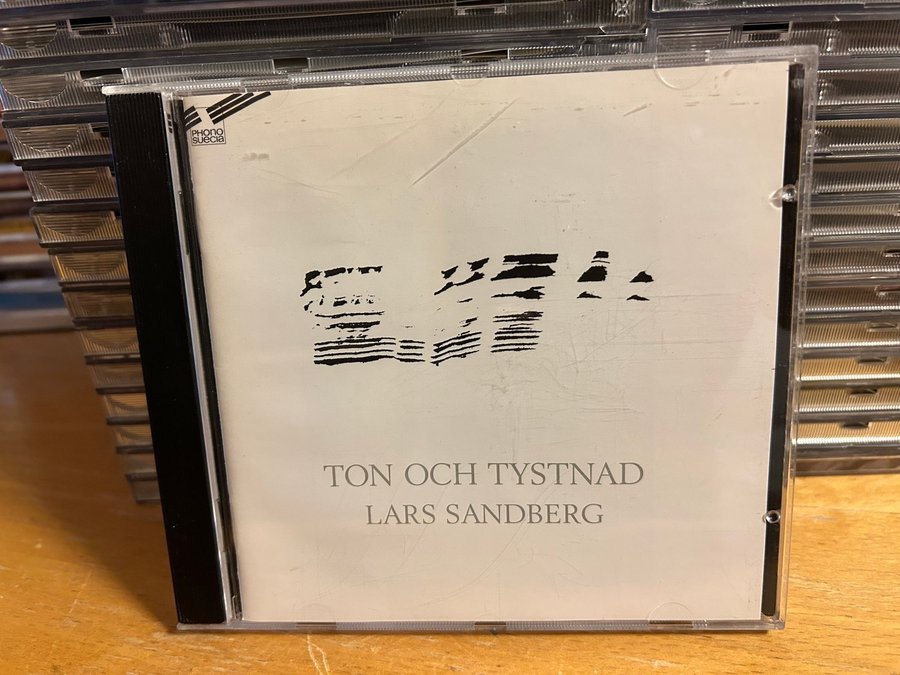 PHONO
SUECIA
TON OCH TYSTNAD
LARS SANDBERG